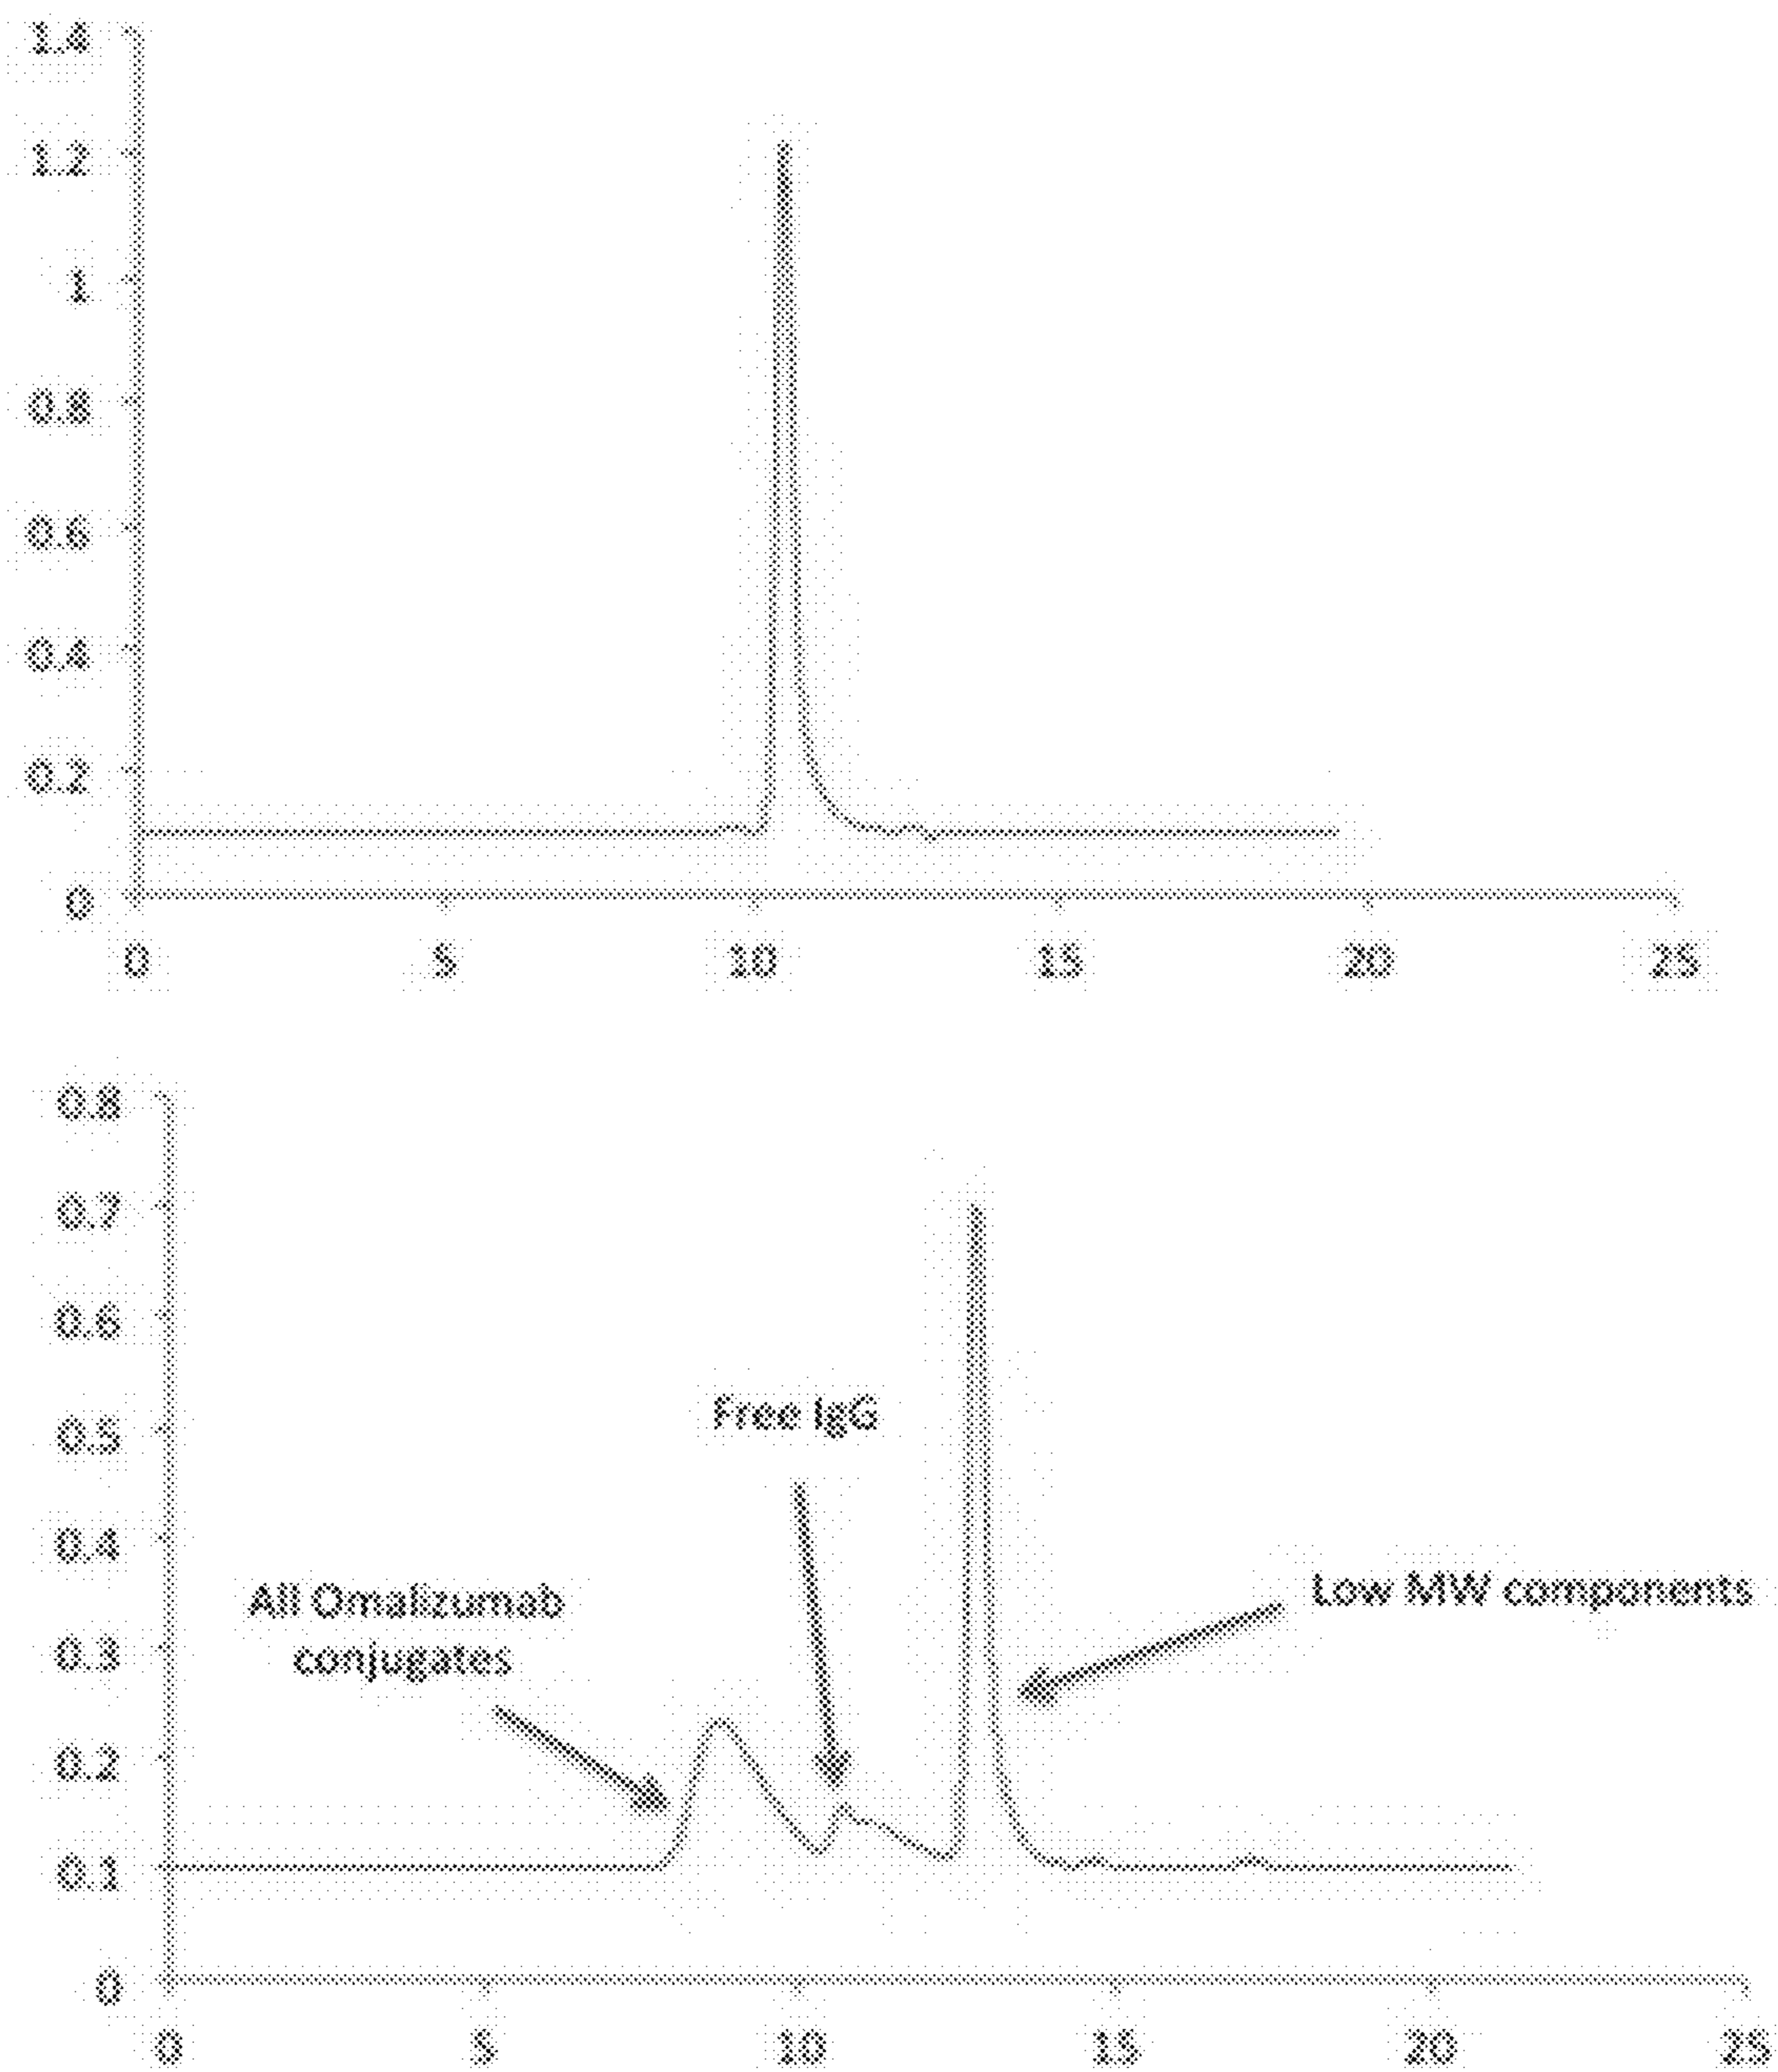 1.4
1.2
1
0.8
0.6
0.4
0.2
0
0 5 10 15 20 25
0.8
0.7
0.6
0.5
Free IgG
0.4
All Omalizumab
conjugates
Low MW components
0.3
0.2
0.1
0
0 5 10 15 20 25